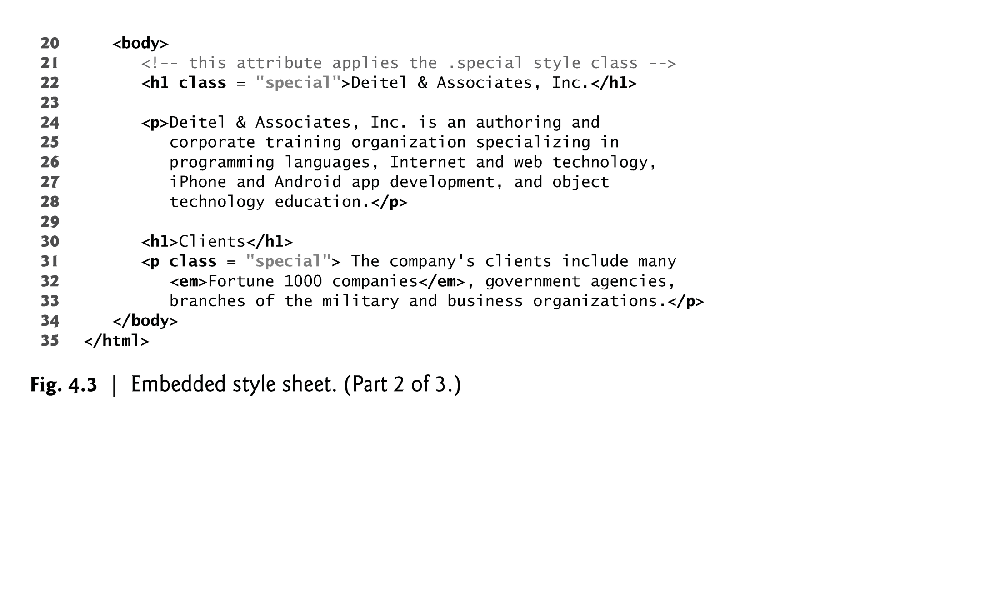 20 <body>
21 <!-- this attribute applies the .special style class -->
22 <h1 class = "special">Deitel & Associates, Inc.</h1>
23
24 <p>Deitel & Associates, Inc. is an authoring and
25 corporate training organization specializing in
26 programming languages, Internet and web technology,
27 iPhone and Android app development, and object
28 technology education.</p>
29
30 <h1>Clients</h1>
31 <p class = "special"> The company's clients include many
32 <em>Fortune 1000 companies</em>, government agencies,
33 branches of the military and business organizations.</p>
34 </body>
35 </html>
Fig. 4.3 | Embedded style sheet. (Part 2 of 3.)